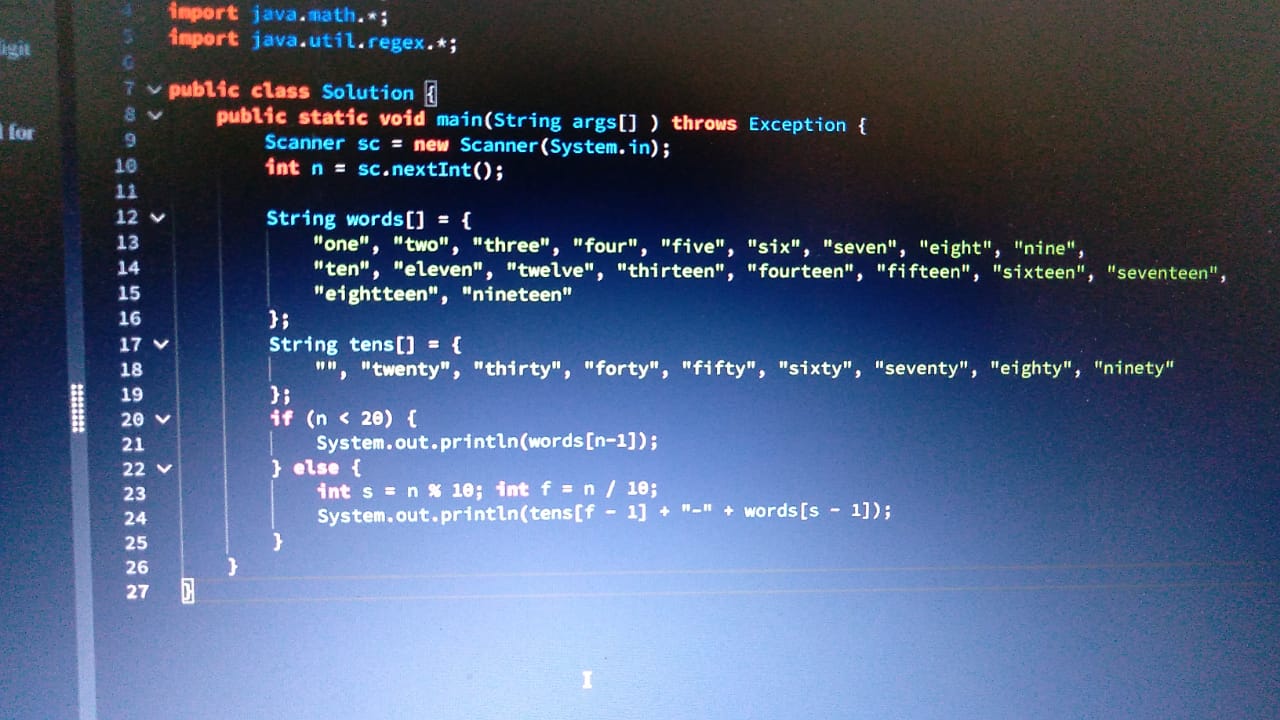 import java.math.*;
5 import java.util.regex.*;
6
7 public class Solution {
8 public static void main(String args[] ) throws Exception {
9 Scanner sc = new Scanner(System.in);
10 int n = sc.nextInt();
11
12 String words[] = {
13 "one", "two", "three", "four", "five", "six", "seven", "eight", "nine",
14 "ten", "eleven", "twelve", "thirteen", "fourteen", "fifteen", "sixteen", "seventeen",
15 "eightteen", "nineteen"
16 };
17 String tens[] = {
18 "", "twenty", "thirty", "forty", "fifty", "sixty", "seventy", "eighty", "ninety"
19 };
20 if (n < 20) {
21 System.out.println(words[n-1]);
22 } else {
23 int s = n % 10; int f = n / 10;
24 System.out.println(tens[f - 1] + "-" + words[s - 1]);
25 }
26 }
27 }
for